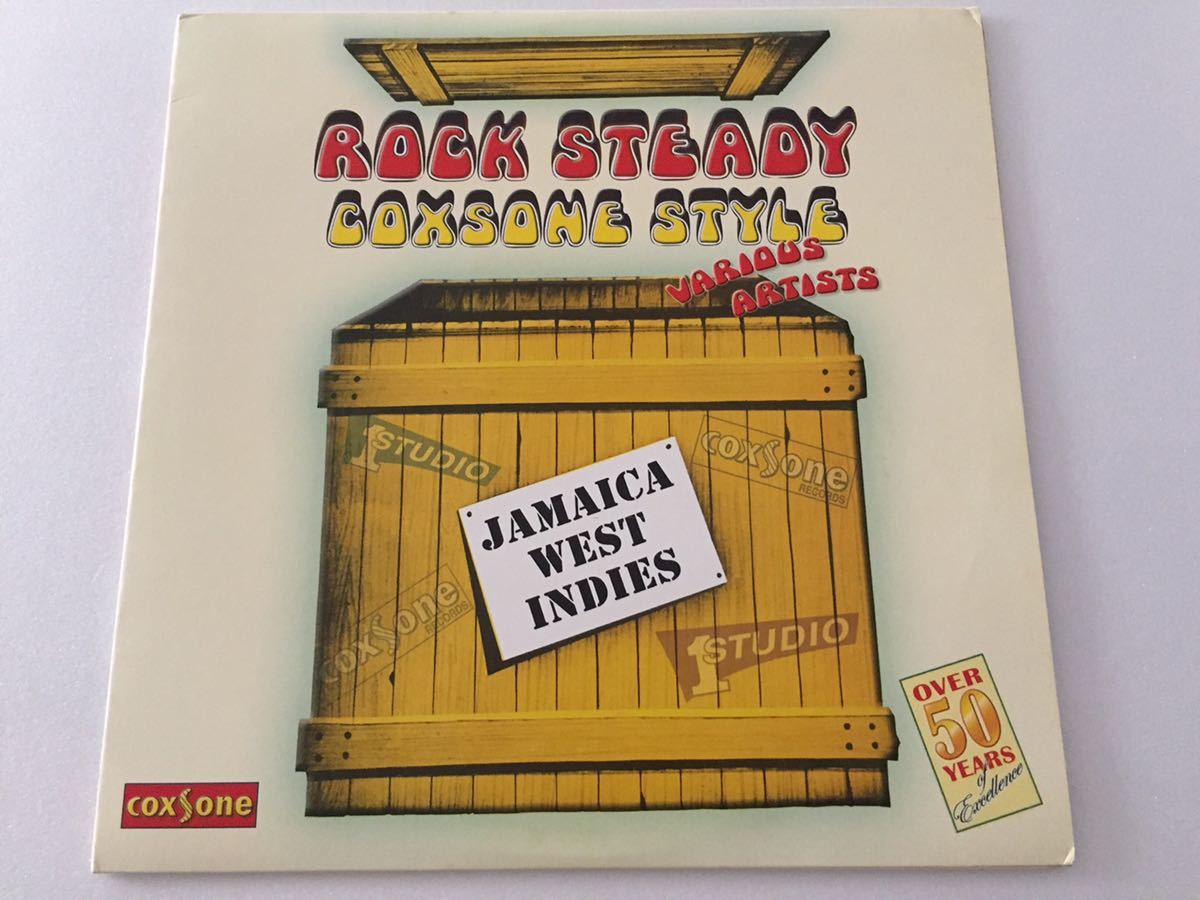 ROCK STEADY
COXSONE STYLE
VARIOUS
ARTISTS
1 STUDIO
coxsone
RECORDS
JAMAICA
WEST
INDIES
coxsone
RECORDS
1 STUDIO
OVER
50
YEARS
of
Excellence
coxsone